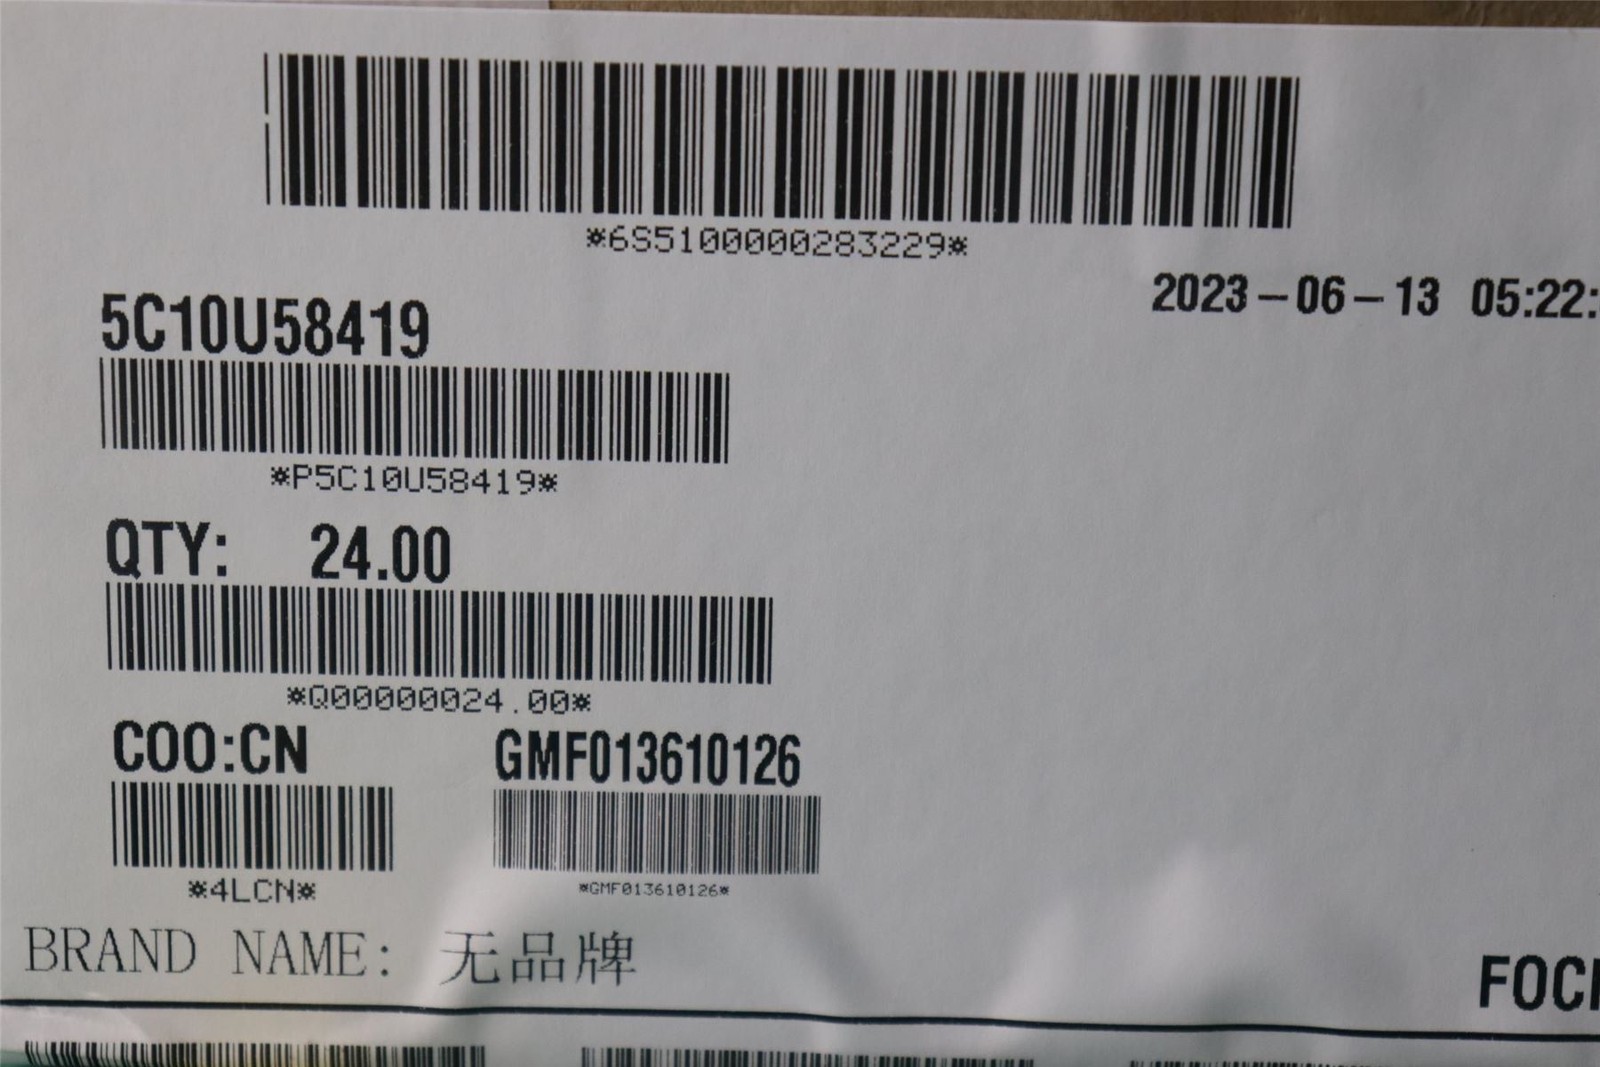 *6S5100000283229*
2023-06-13 05:22:
5C10U58419
*P5C10U58419*
QTY: 24.00
*Q00000024.00*
COO:CN GMF013610126
*4LCN* *GMF013610126*
BRAND NAME: 无品牌
FOC